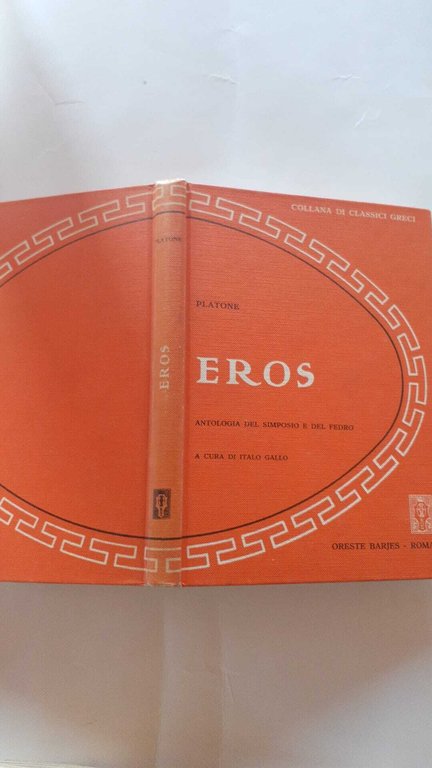 PLATONE
EROS
COLLANA DI CLASSICI GRECI
PLATONE
EROS
ANTOLOGIA DEL SIMPOSIO E DEL FEDRO
A CURA DI ITALO GALLO
ORESTE BARJES - ROMA